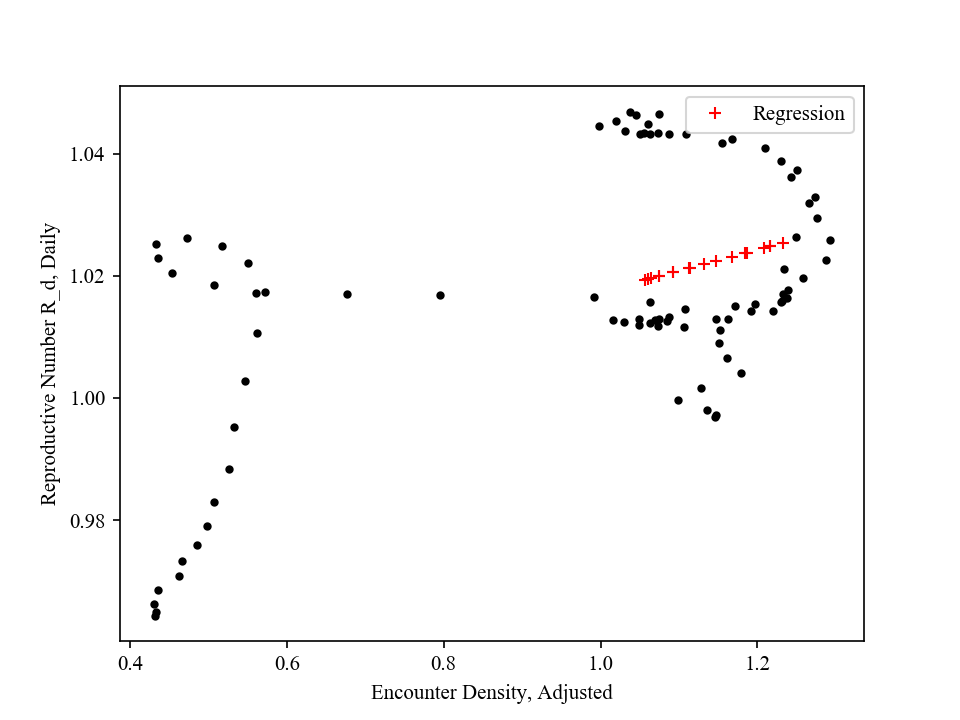 Regression
1.04
1.02
1.00
0.98
Reproductive Number R_d, Daily
0.4 0.6 0.8 1.0 1.2
Encounter Density, Adjusted